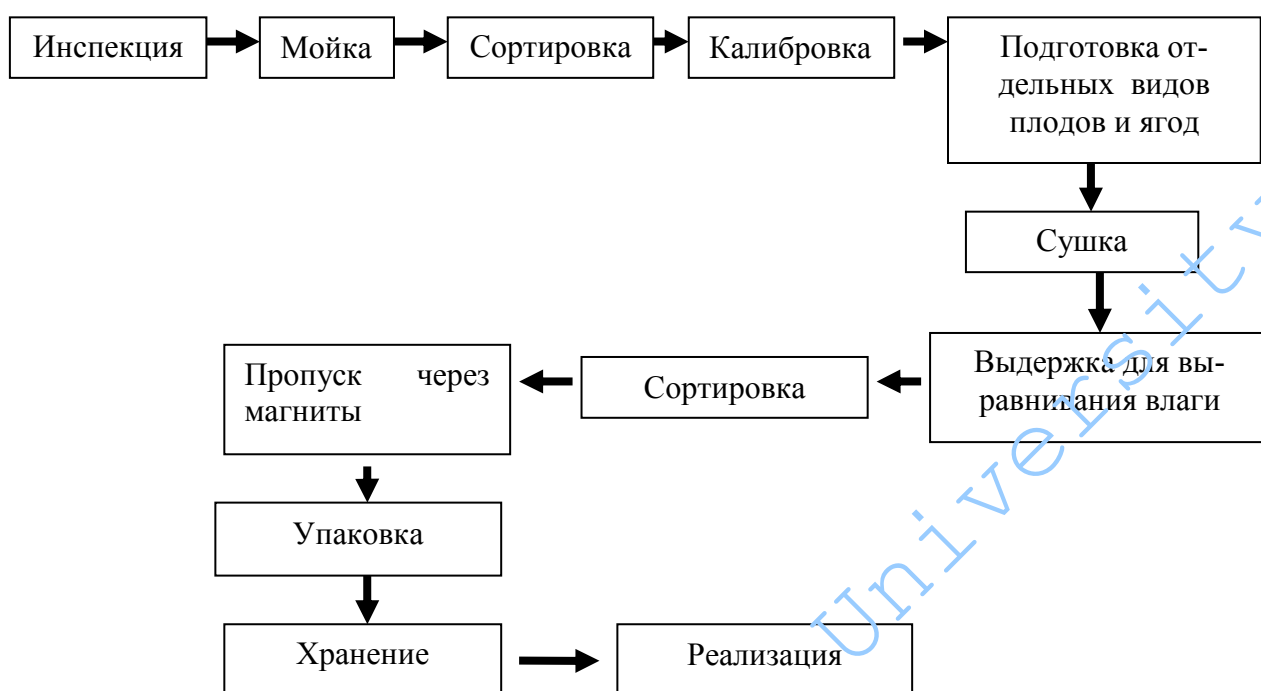 Инспекция
Мойка
Сортировка
Калибровка
Подготовка от-
дельных видов
плодов и ягод
Сушка
Выдержка для вы-
равнивания влаги
Сортировка
Пропуск через
магниты
Упаковка
Хранение
Реализация
University